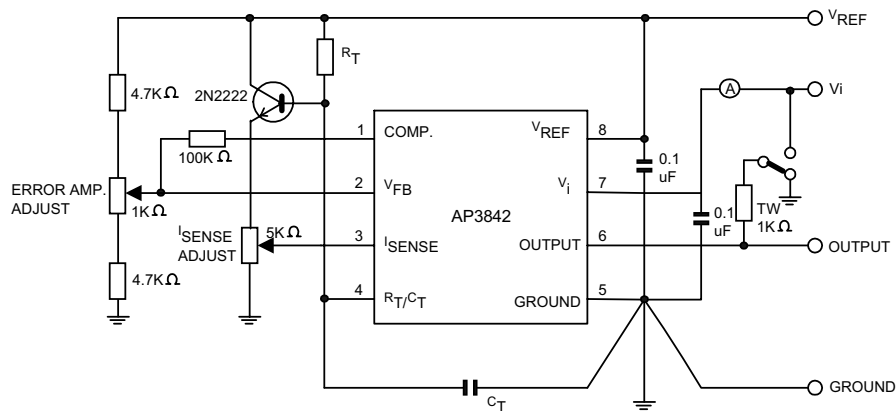 VREF
RT
4.7KΩ
2N2222
A
Vi
1
COMP.
VREF
8
100KΩ
0.1
uF
ERROR AMP.
ADJUST
1KΩ
2
VFB
Vi
7
AP3842
0.1
uF
TW
1KΩ
ISENSE
ADJUST
5KΩ
3
ISENSE
OUTPUT
6
OUTPUT
4.7KΩ
4
RT/CT
GROUND
5
CT
GROUND